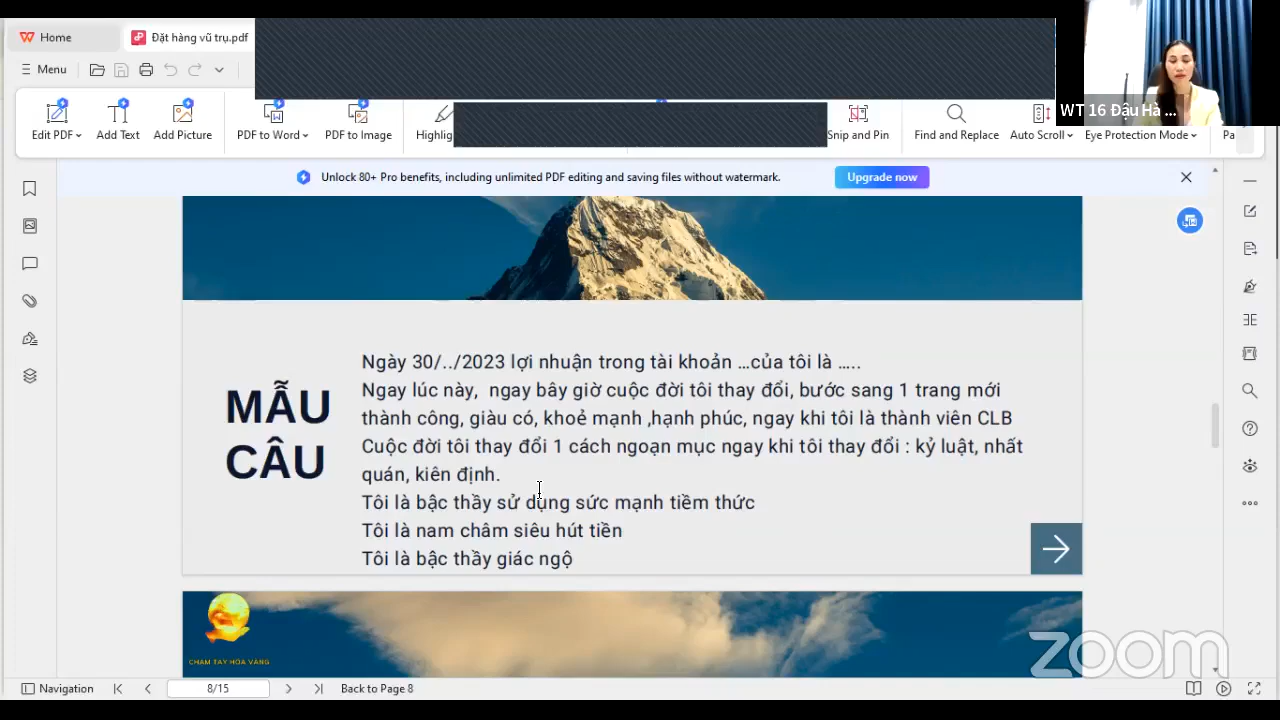 Home
Đặt hàng vũ trụ.pdf
WT 16 Đậu Hà ...
Menu
Edit PDF
Add Text
Add Picture
PDF to Word
PDF to Image
Highlig
Snip and Pin
Find and Replace
Auto Scroll
Eye Protection Mode
Pa
Unlock 80+ Pro benefits, including unlimited PDF editing and saving files without watermark.
Upgrade now
MẪU
CÂU
Ngày 30/../2023 lợi nhuận trong tài khoản ...của tôi là .....
Ngay lúc này, ngay bây giờ cuộc đời tôi thay đổi, bước sang 1 trang mới
thành công, giàu có, khoẻ mạnh ,hạnh phúc, ngay khi tôi là thành viên CLB
Cuộc đời tôi thay đổi 1 cách ngoạn mục ngay khi tôi thay đổi : kỷ luật, nhất
quán, kiên định.
Tôi là bậc thầy sử dụng sức mạnh tiềm thức
Tôi là nam châm siêu hút tiền
Tôi là bậc thầy giác ngộ
CHẠM TAY HÓA VÀNG
zoom
Navigation
8/15
Back to Page 8